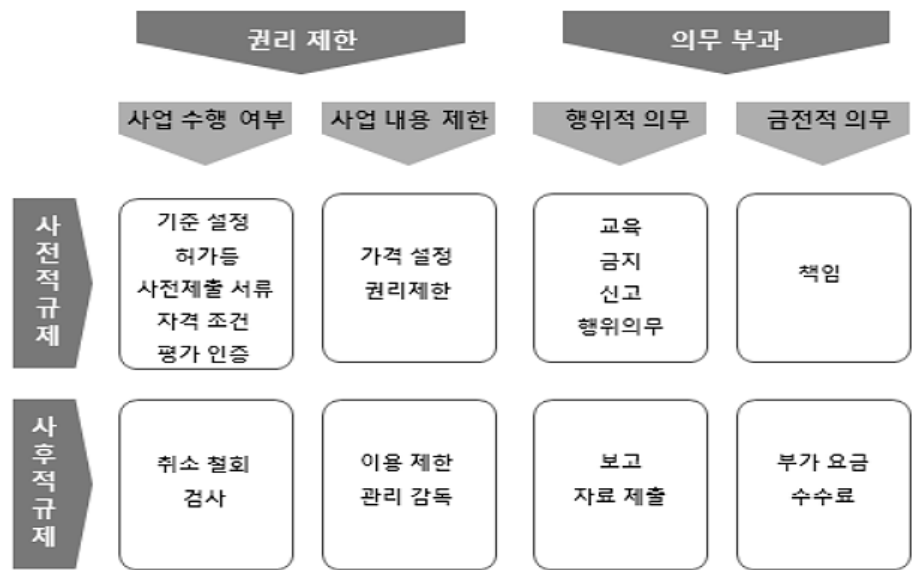 권리 제한
의무 부과
사업 수행 여부
사업 내용 제한
행위적 의무
금전적 의무
사전적규제
기준 설정
허가등
사전제출 서류
자격 조건
평가 인증
가격 설정
권리제한
교육
금지
신고
행위의무
책임
사후적규제
취소 철회
검사
이용 제한
관리 감독
보고
자료 제출
부가 요금
수수료